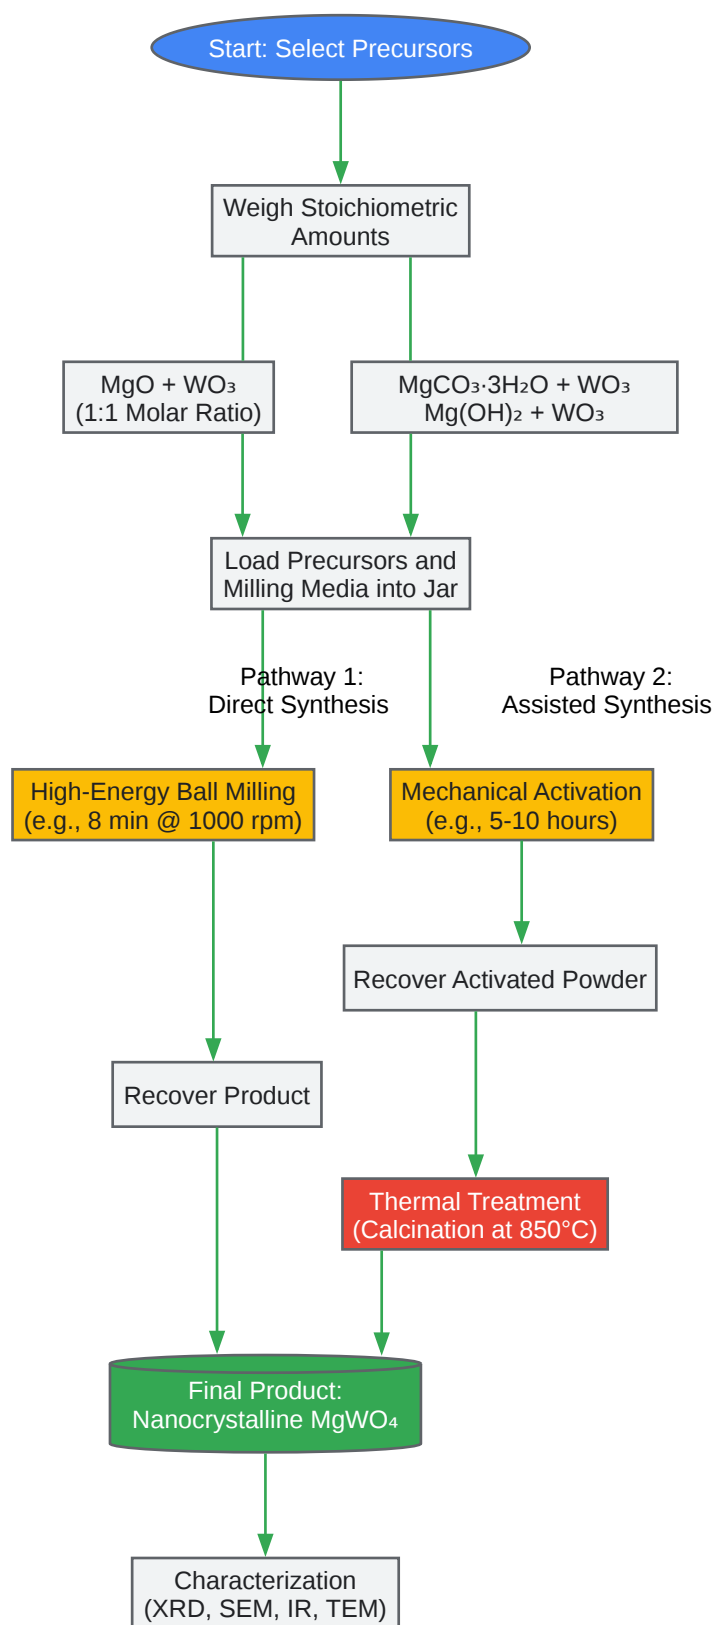 Start: Select Precursors
Weigh Stoichiometric
Amounts
MgO + WO₃
(1:1 Molar Ratio)
MgCO₃·3H₂O + WO₃
Mg(OH)₂ + WO₃
Load Precursors and
Milling Media into Jar
Pathway 1:
Direct Synthesis
Pathway 2:
Assisted Synthesis
High-Energy Ball Milling
(e.g., 8 min @ 1000 rpm)
Mechanical Activation
(e.g., 5-10 hours)
Recover Activated Powder
Recover Product
Thermal Treatment
(Calcination at 850°C)
Final Product:
Nanocrystalline MgWO₄
Characterization
(XRD, SEM, IR, TEM)